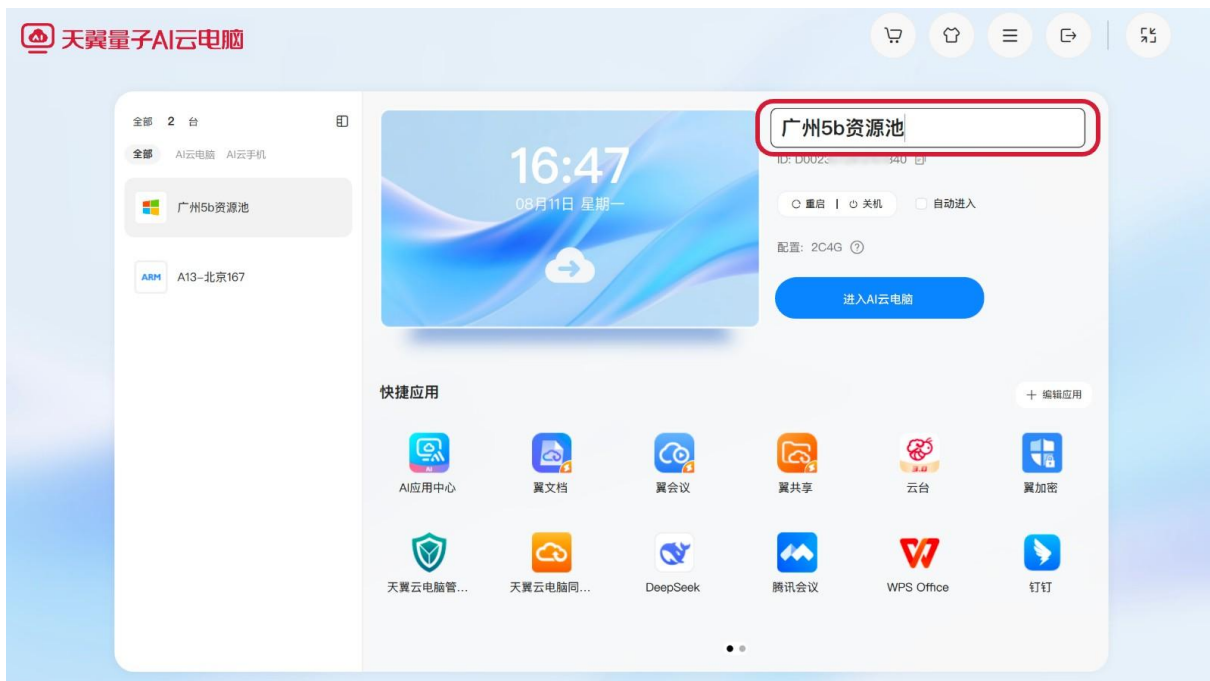 天翼量子AI云电脑
全部 2 台
全部 AI云电脑 AI云手机
广州5b资源池
ARM A13-北京167
16:47
08月11日 星期一
广州5b资源池
重启 | 关机 自动进入
配置: 2C4G
进入AI云电脑
快捷应用
+ 编辑应用
AI应用中心 翼文档 翼会议 翼共享 云台 翼加密
天翼云电脑管... 天翼云电脑同... DeepSeek 腾讯会议 WPS Office 钉钉